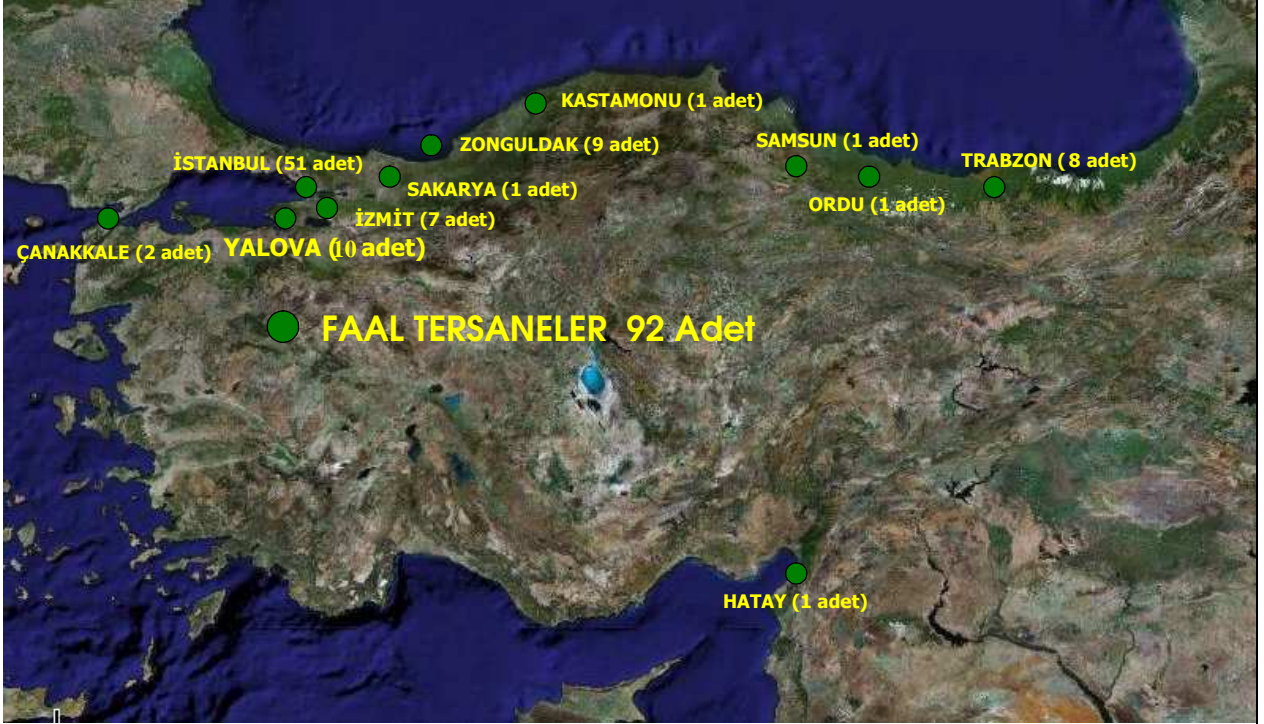 KASTAMONU (1 adet)
ZONGULDAK (9 adet)
SAMSUN (1 adet)
İSTANBUL (51 adet)
TRABZON ( 8 adet)
SAKARYA (1 adet)
ORDU (1 adet)
İZMİT (7 adet)
ÇANAKKALE (2 adet)
YALOVA (10 adet)
FAAL TERSANELER 92 Adet
HATAY (1 adet)